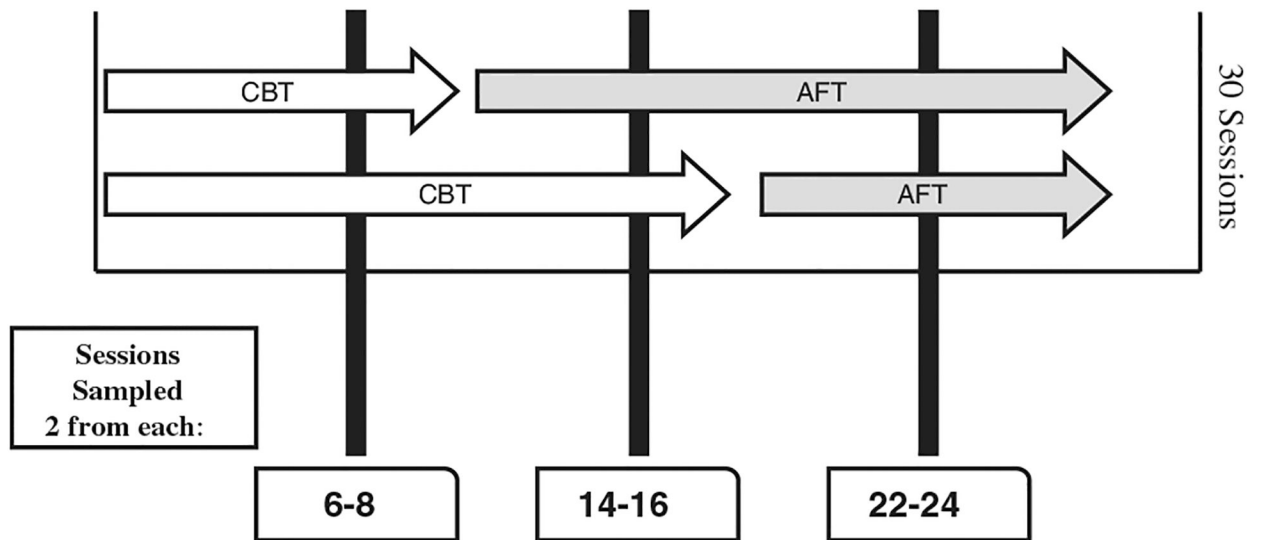 CBT
AFT
CBT
AFT
30 Sessions
Sessions
Sampled
2 from each:
6-8
14-16
22-24